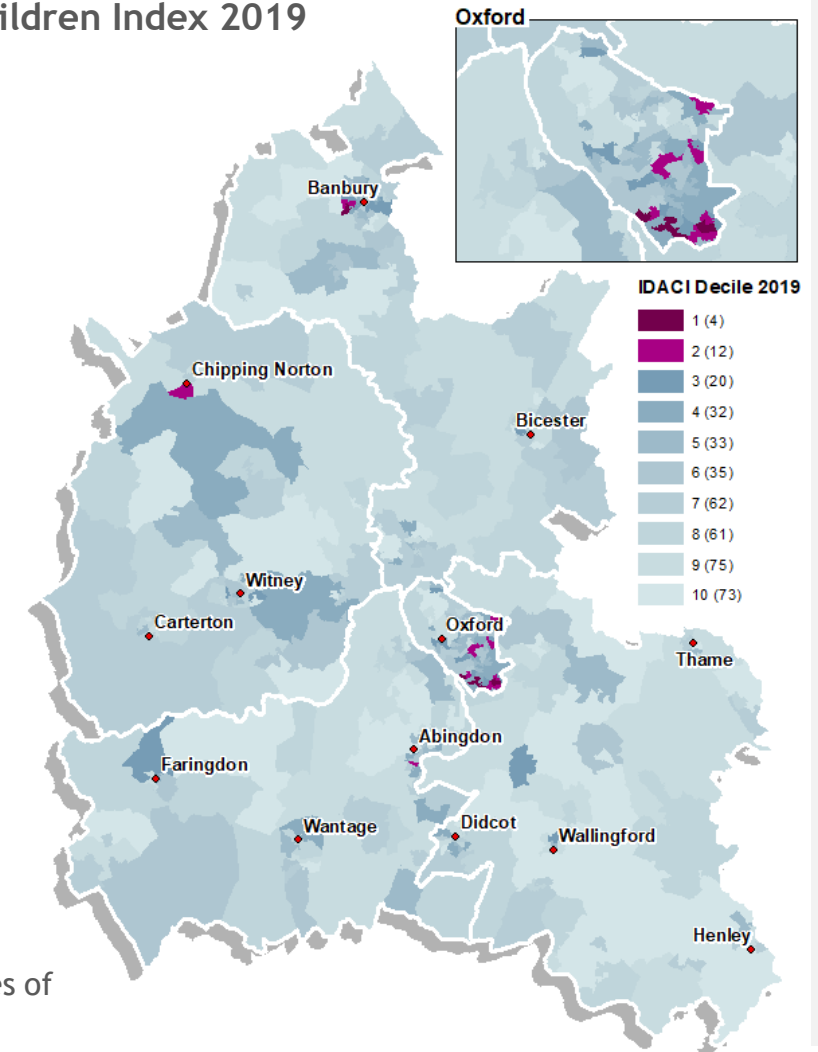 ildren Index 2019
Oxford
Banbury
IDACI Decile 2019
1 (4)
2 (12)
3 (20)
4 (32)
5 (33)
6 (35)
7 (62)
8 (61)
9 (75)
10 (73)
Chipping Norton
Bicester
Witney
Carterton
Oxford
Thame
Abingdon
Faringdon
Wantage
Didcot
Wallingford
Henley
es of